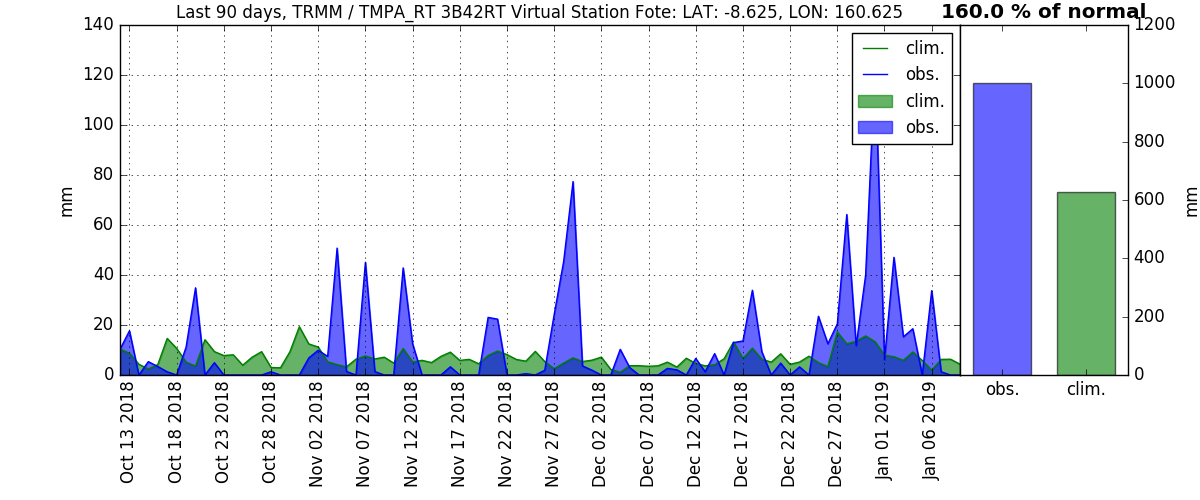 Last 90 days, TRMM / TMPA_RT 3B42RT Virtual Station Fote: LAT: -8.625, LON: 160.625
160.0 % of normal
140
120
100
80
60
40
20
0
mm
clim.
obs.
clim.
obs.
1200
1000
800
600
400
200
0
mm
Oct 13 2018
Oct 18 2018
Oct 23 2018
Oct 28 2018
Nov 02 2018
Nov 07 2018
Nov 12 2018
Nov 17 2018
Nov 22 2018
Nov 28 2018
Dec 02 2018
Dec 07 2018
Dec 12 2018
Dec 17 2018
Dec 22 2018
Dec 27 2018
Jan 01 2019
Jan 06 2019
obs.
clim.